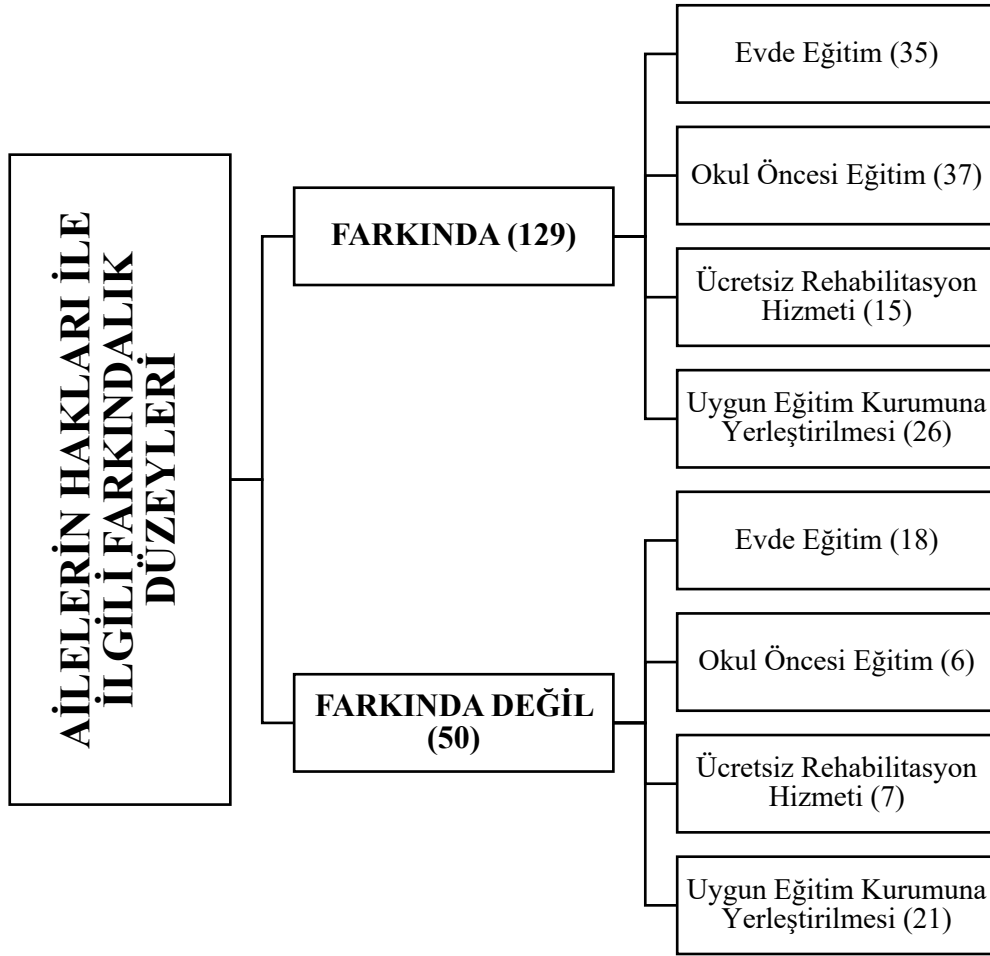 AİLELERİN HAKLARI İLE
İLGİLİ FARKINDALIK
DÜZEYLERİ
FARKINDA (129)
Evde Eğitim (35)
Okul Öncesi Eğitim (37)
Ücretsiz Rehabilitasyon
Hizmeti (15)
Uygun Eğitim Kurumuna
Yerleştirilmesi (26)
FARKINDA DEĞİL
(50)
Evde Eğitim (18)
Okul Öncesi Eğitim (6)
Ücretsiz Rehabilitasyon
Hizmeti (7)
Uygun Eğitim Kurumuna
Yerleştirilmesi (21)